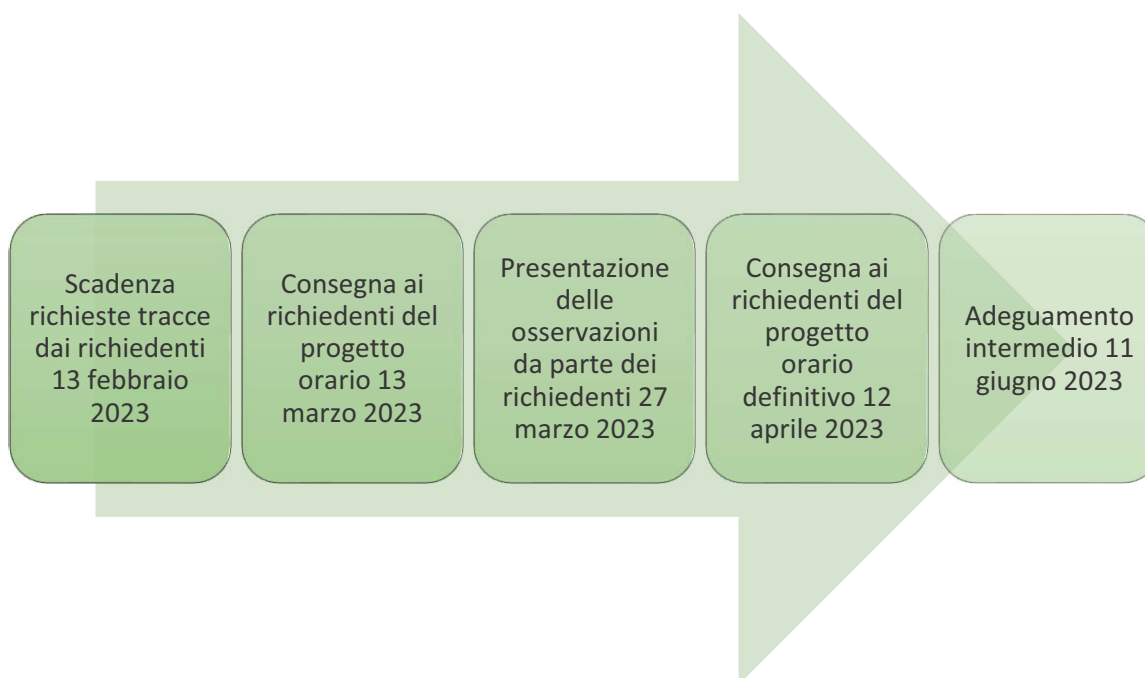 Scadenza
richieste tracce
dai richiedenti
13 febbraio
2023
Consegna ai
richiedenti del
progetto
orario 13
marzo 2023
Presentazione
delle
osservazioni
da parte dei
richiedenti 27
marzo 2023
Consegna ai
richiedenti del
progetto
orario
definitivo 12
aprile 2023
Adeguamento
intermedio 11
giugno 2023